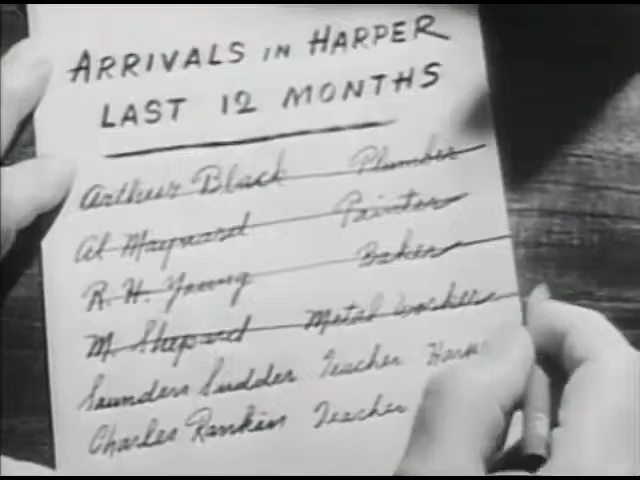 ARRIVALS IN HARPER
LAST 12 MONTHS
Arthur Black Plumber
Al Maynard Painter
R. H. Young Baker
M. Shepard Metal worker
Saunders Sudder Teacher
Charles Rankin Teacher